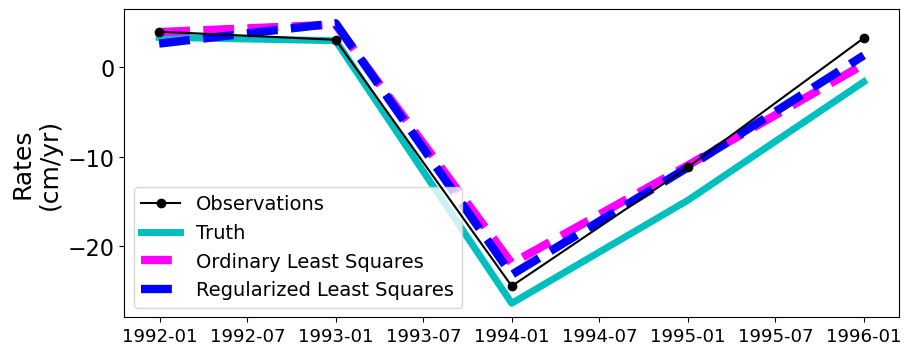 Rates
(cm/yr)
0
−10
−20
Observations
Truth
Ordinary Least Squares
Regularized Least Squares
1992-01 1992-07 1993-01 1993-07 1994-01 1994-07 1995-01 1995-07 1996-01